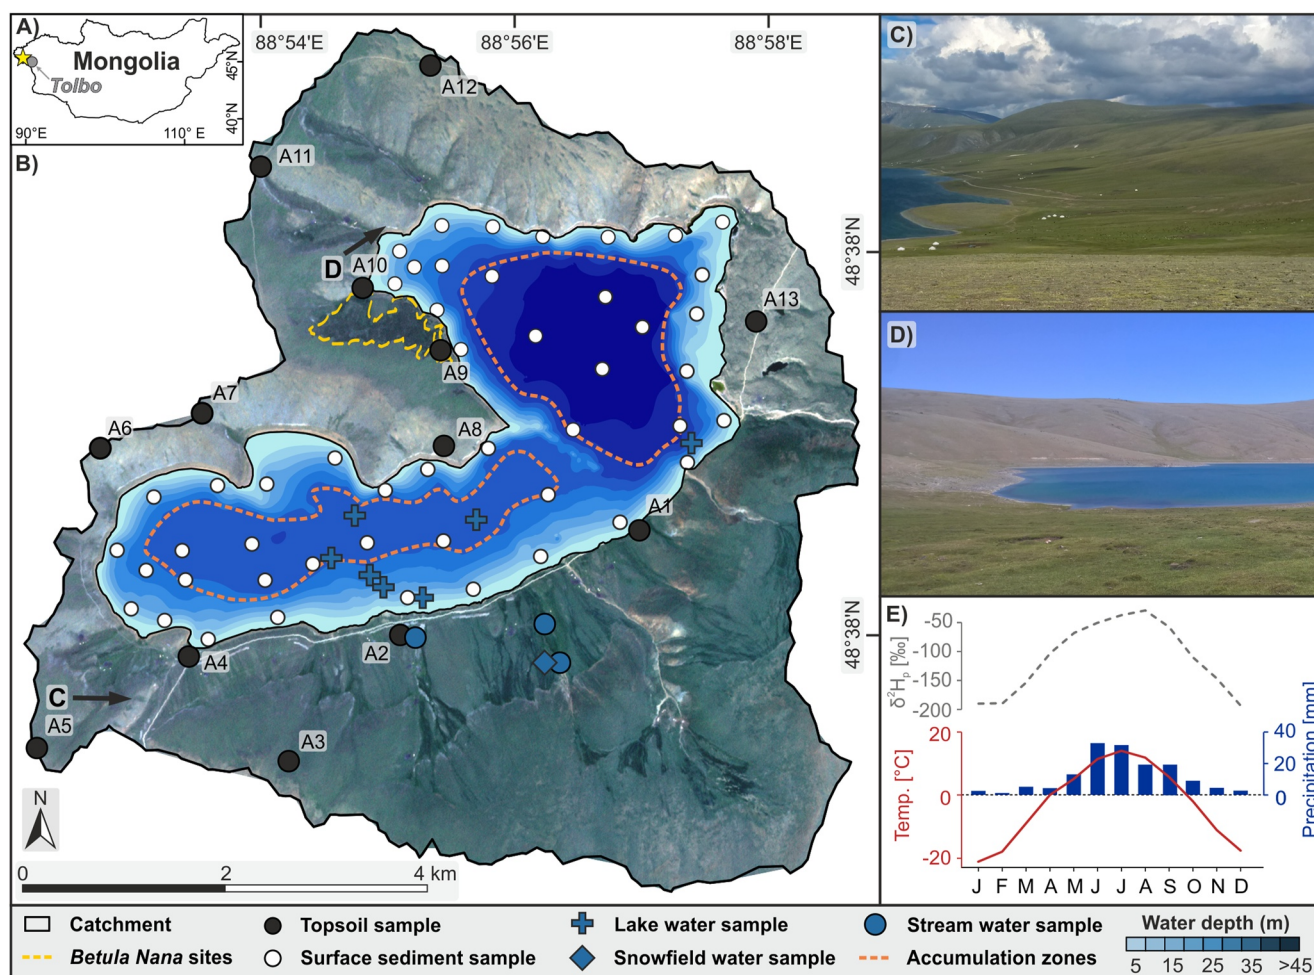 A)
Mongolia
Tolbo
45°N
40°N
90°E
110° E
B)
88°54'E
88°56'E
88°58'E
48°38'N
48°38'N
A12
A11
D
A10
A13
A9
A7
A6
A8
A1
A2
A4
C
A5
A3
N
0
2
4 km
C)
D)
E)
δ²Hp [‰]
-50
-100
-150
-200
Temp. [°C]
20
0
-20
Precipitation [mm]
40
20
0
J F M A M J J A S O N D
Catchment
Topsoil sample
Lake water sample
Stream water sample
Water depth (m)
Betula Nana sites
Surface sediment sample
Snowfield water sample
Accumulation zones
5 15 25 35 >45